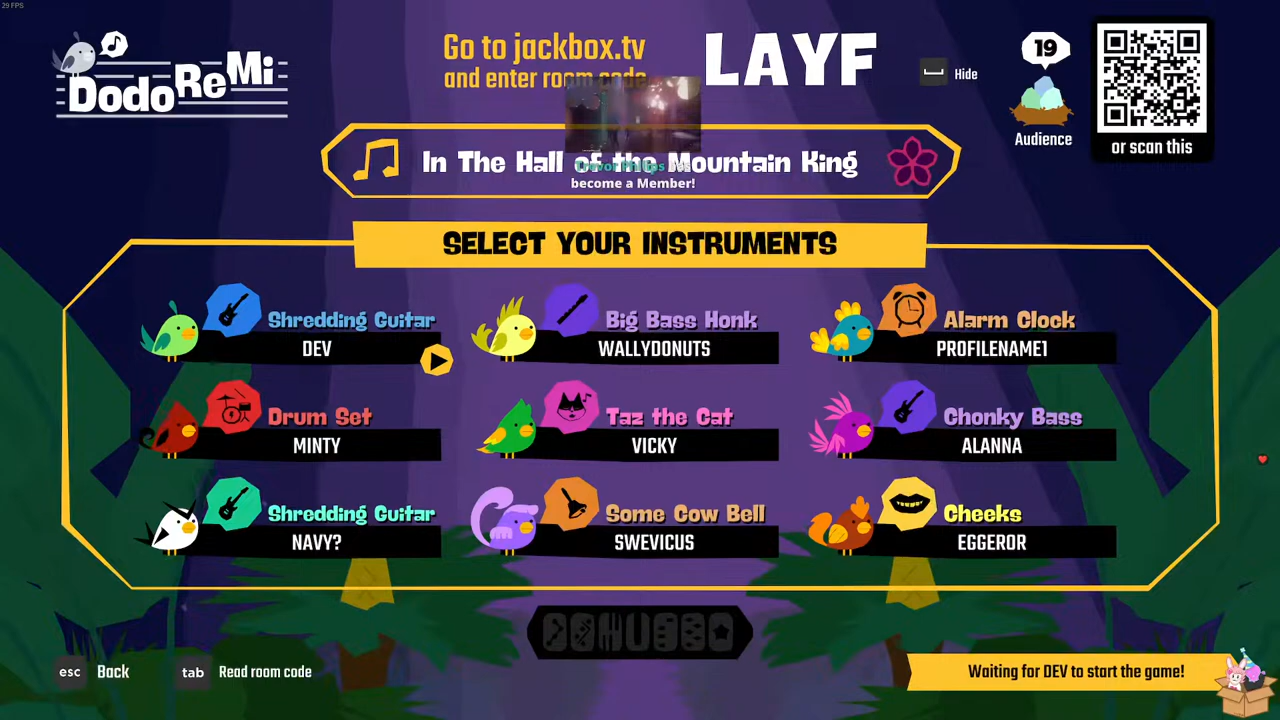 29 FPS
DodoReMi
Go to jackbox.tv
and enter room code
LAYF
Hide
19
Audience
or scan this
In The Hall of the Mountain King
Trevor Philips has
become a Member!
SELECT YOUR INSTRUMENTS
Shredding Guitar
DEV
Big Bass Honk
WALLYDONUTS
Alarm Clock
PROFILENAME1
Drum Set
MINTY
Taz the Cat
VICKY
Chonky Bass
ALANNA
Shredding Guitar
NAVY?
Some Cow Bell
SWEVICUS
Cheeks
EGGEROR
esc Back
tab Read room code
Waiting for DEV to start the game!